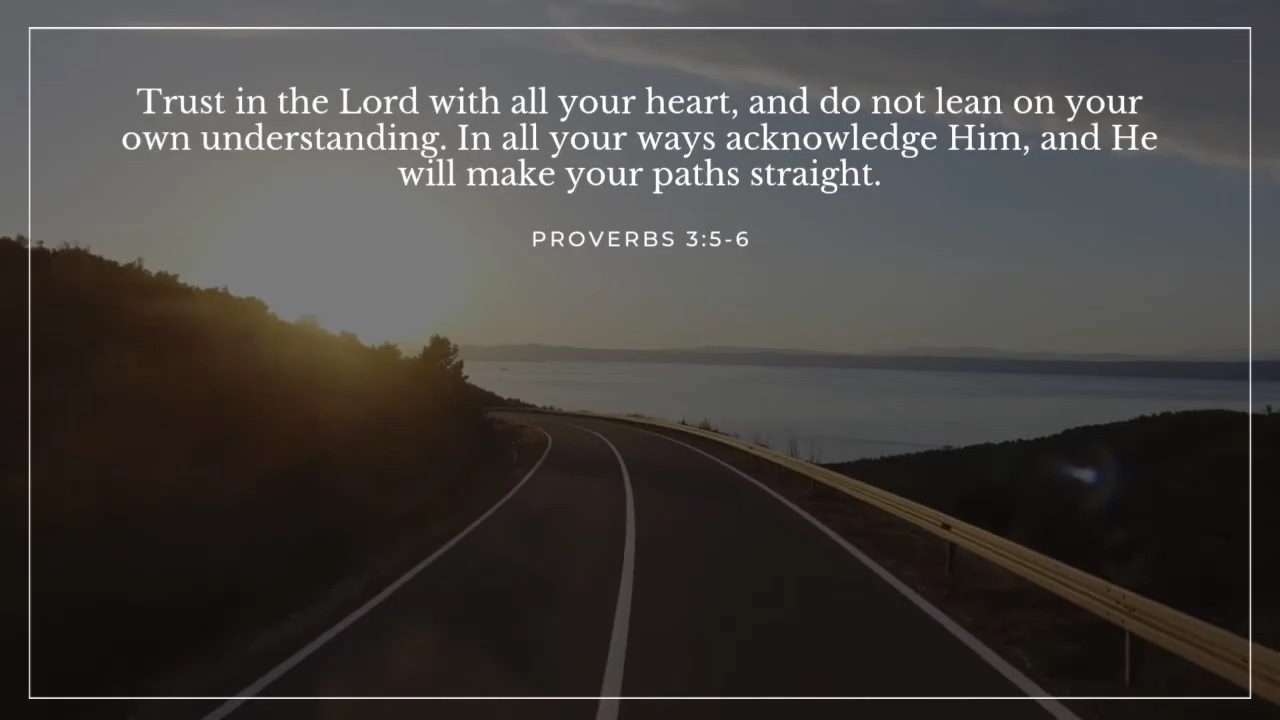 Trust in the Lord with all your heart, and do not lean on your
own understanding. In all your ways acknowledge Him, and He
will make your paths straight.
PROVERBS 3:5-6